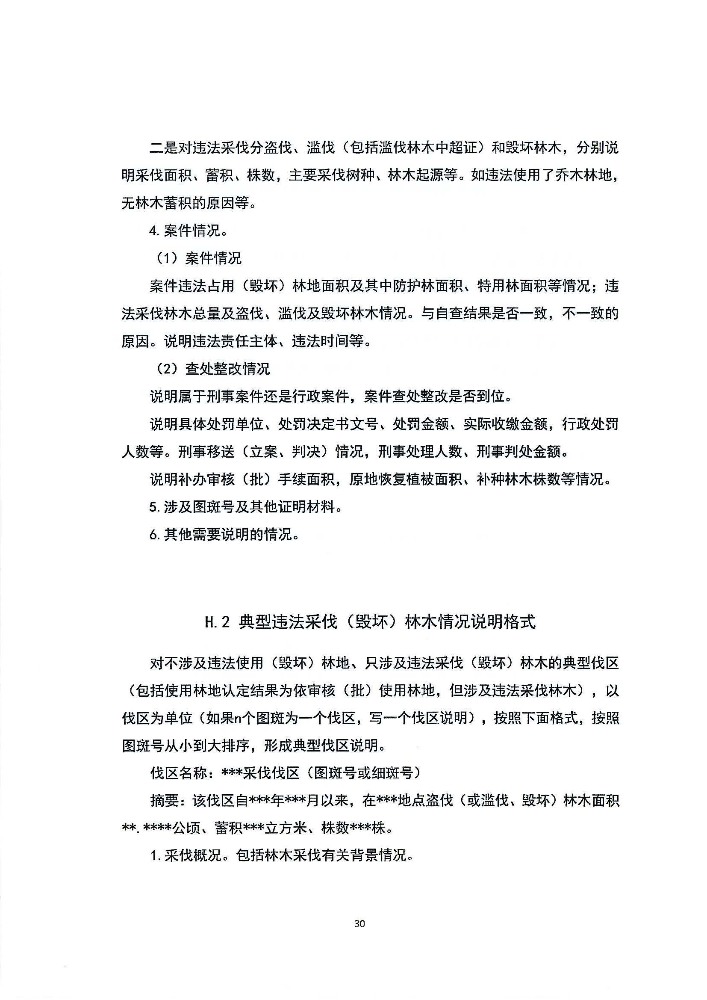 二是对违法采伐分盗伐、滥伐（包括滥伐林木中超证）和毁坏林木，分别说
明采伐面积、蓄积、株数，主要采伐树种、林木起源等。如违法使用了乔木林地，
无林木蓄积的原因等。
4.案件情况。
（1）案件情况
案件违法占用（毁坏）林地面积及其中防护林面积、特用林面积等情况；违
法采伐林木总量及盗伐、滥伐及毁坏林木情况。与自查结果是否一致，不一致的
原因。说明违法责任主体、违法时间等。
（2）查处整改情况
说明属于刑事案件还是行政案件，案件查处整改是否到位。
说明具体处罚单位、处罚决定书文号、处罚金额、实际收缴金额，行政处罚
人数等。刑事移送（立案、判决）情况，刑事处理人数、刑事判处金额。
说明补办审核（批）手续面积，原地恢复植被面积、补种林木株数等情况。
5.涉及图斑号及其他证明材料。
6.其他需要说明的情况。
H.2 典型违法采伐（毁坏）林木情况说明格式
对不涉及违法使用（毁坏）林地、只涉及违法采伐（毁坏）林木的典型伐区
（包括使用林地认定结果为依审核（批）使用林地，但涉及违法采伐林木），以
伐区为单位（如果n个图斑为一个伐区，写一个伐区说明），按照下面格式，按照
图斑号从小到大排序，形成典型伐区说明。
伐区名称：***采伐伐区（图斑号或细斑号）
摘要：该伐区自***年***月以来，在***地点盗伐（或滥伐、毁坏）林木面积
**.****公顷、蓄积***立方米、株数***株。
1.采伐概况。包括林木采伐有关背景情况。
30